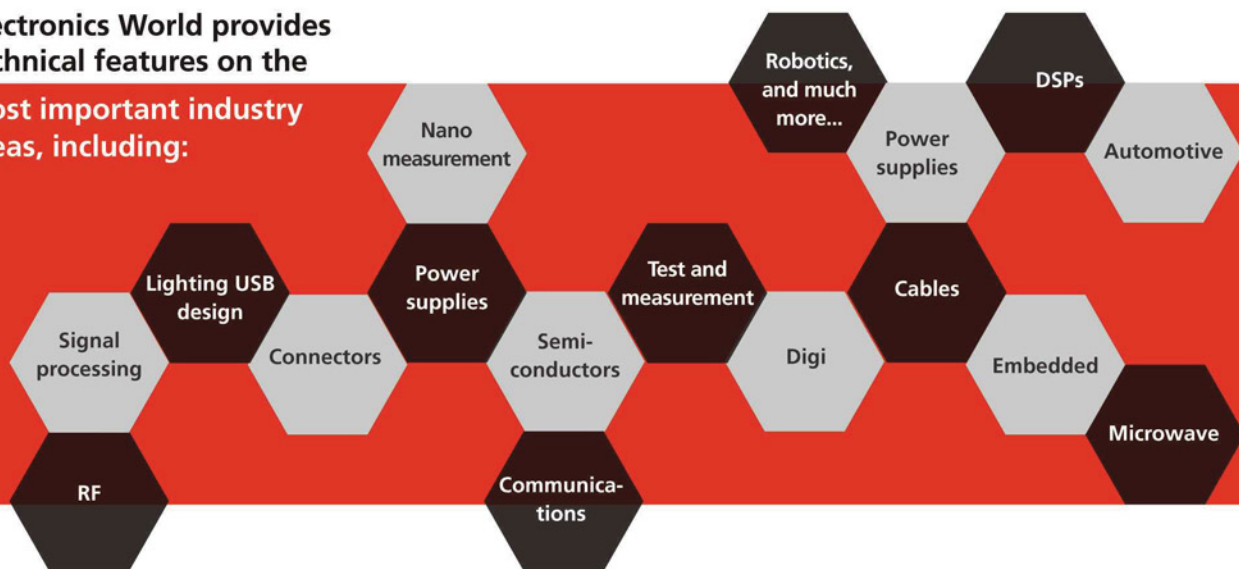 ectronics World provides
chnical features on the
ost important industry
eas, including:
Robotics,
and much
more...
DSPs
Nano
measurement
Power
supplies
Automotive
Lighting USB
design
Power
supplies
Test and
measurement
Cables
Signal
processing
Connectors
Semi-
conductors
Digi
Embedded
Microwave
RF
Communica-
tions